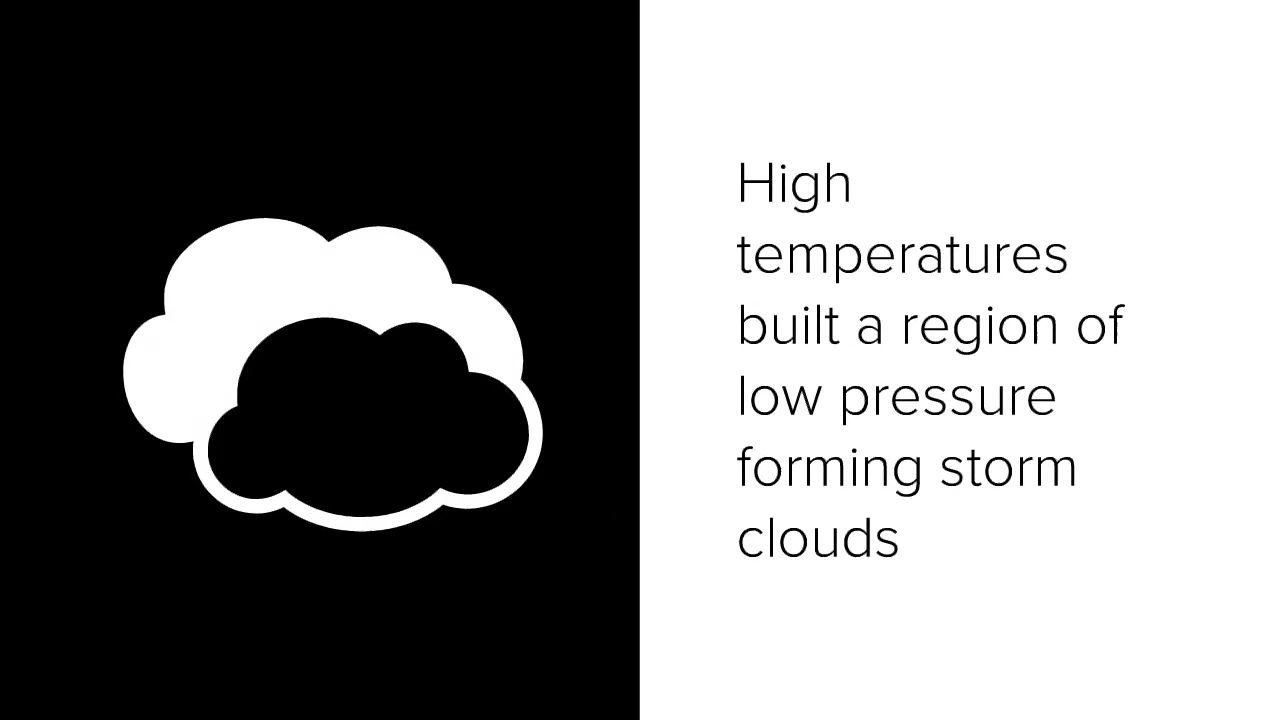 High
temperatures
built a region of
low pressure
forming storm
clouds